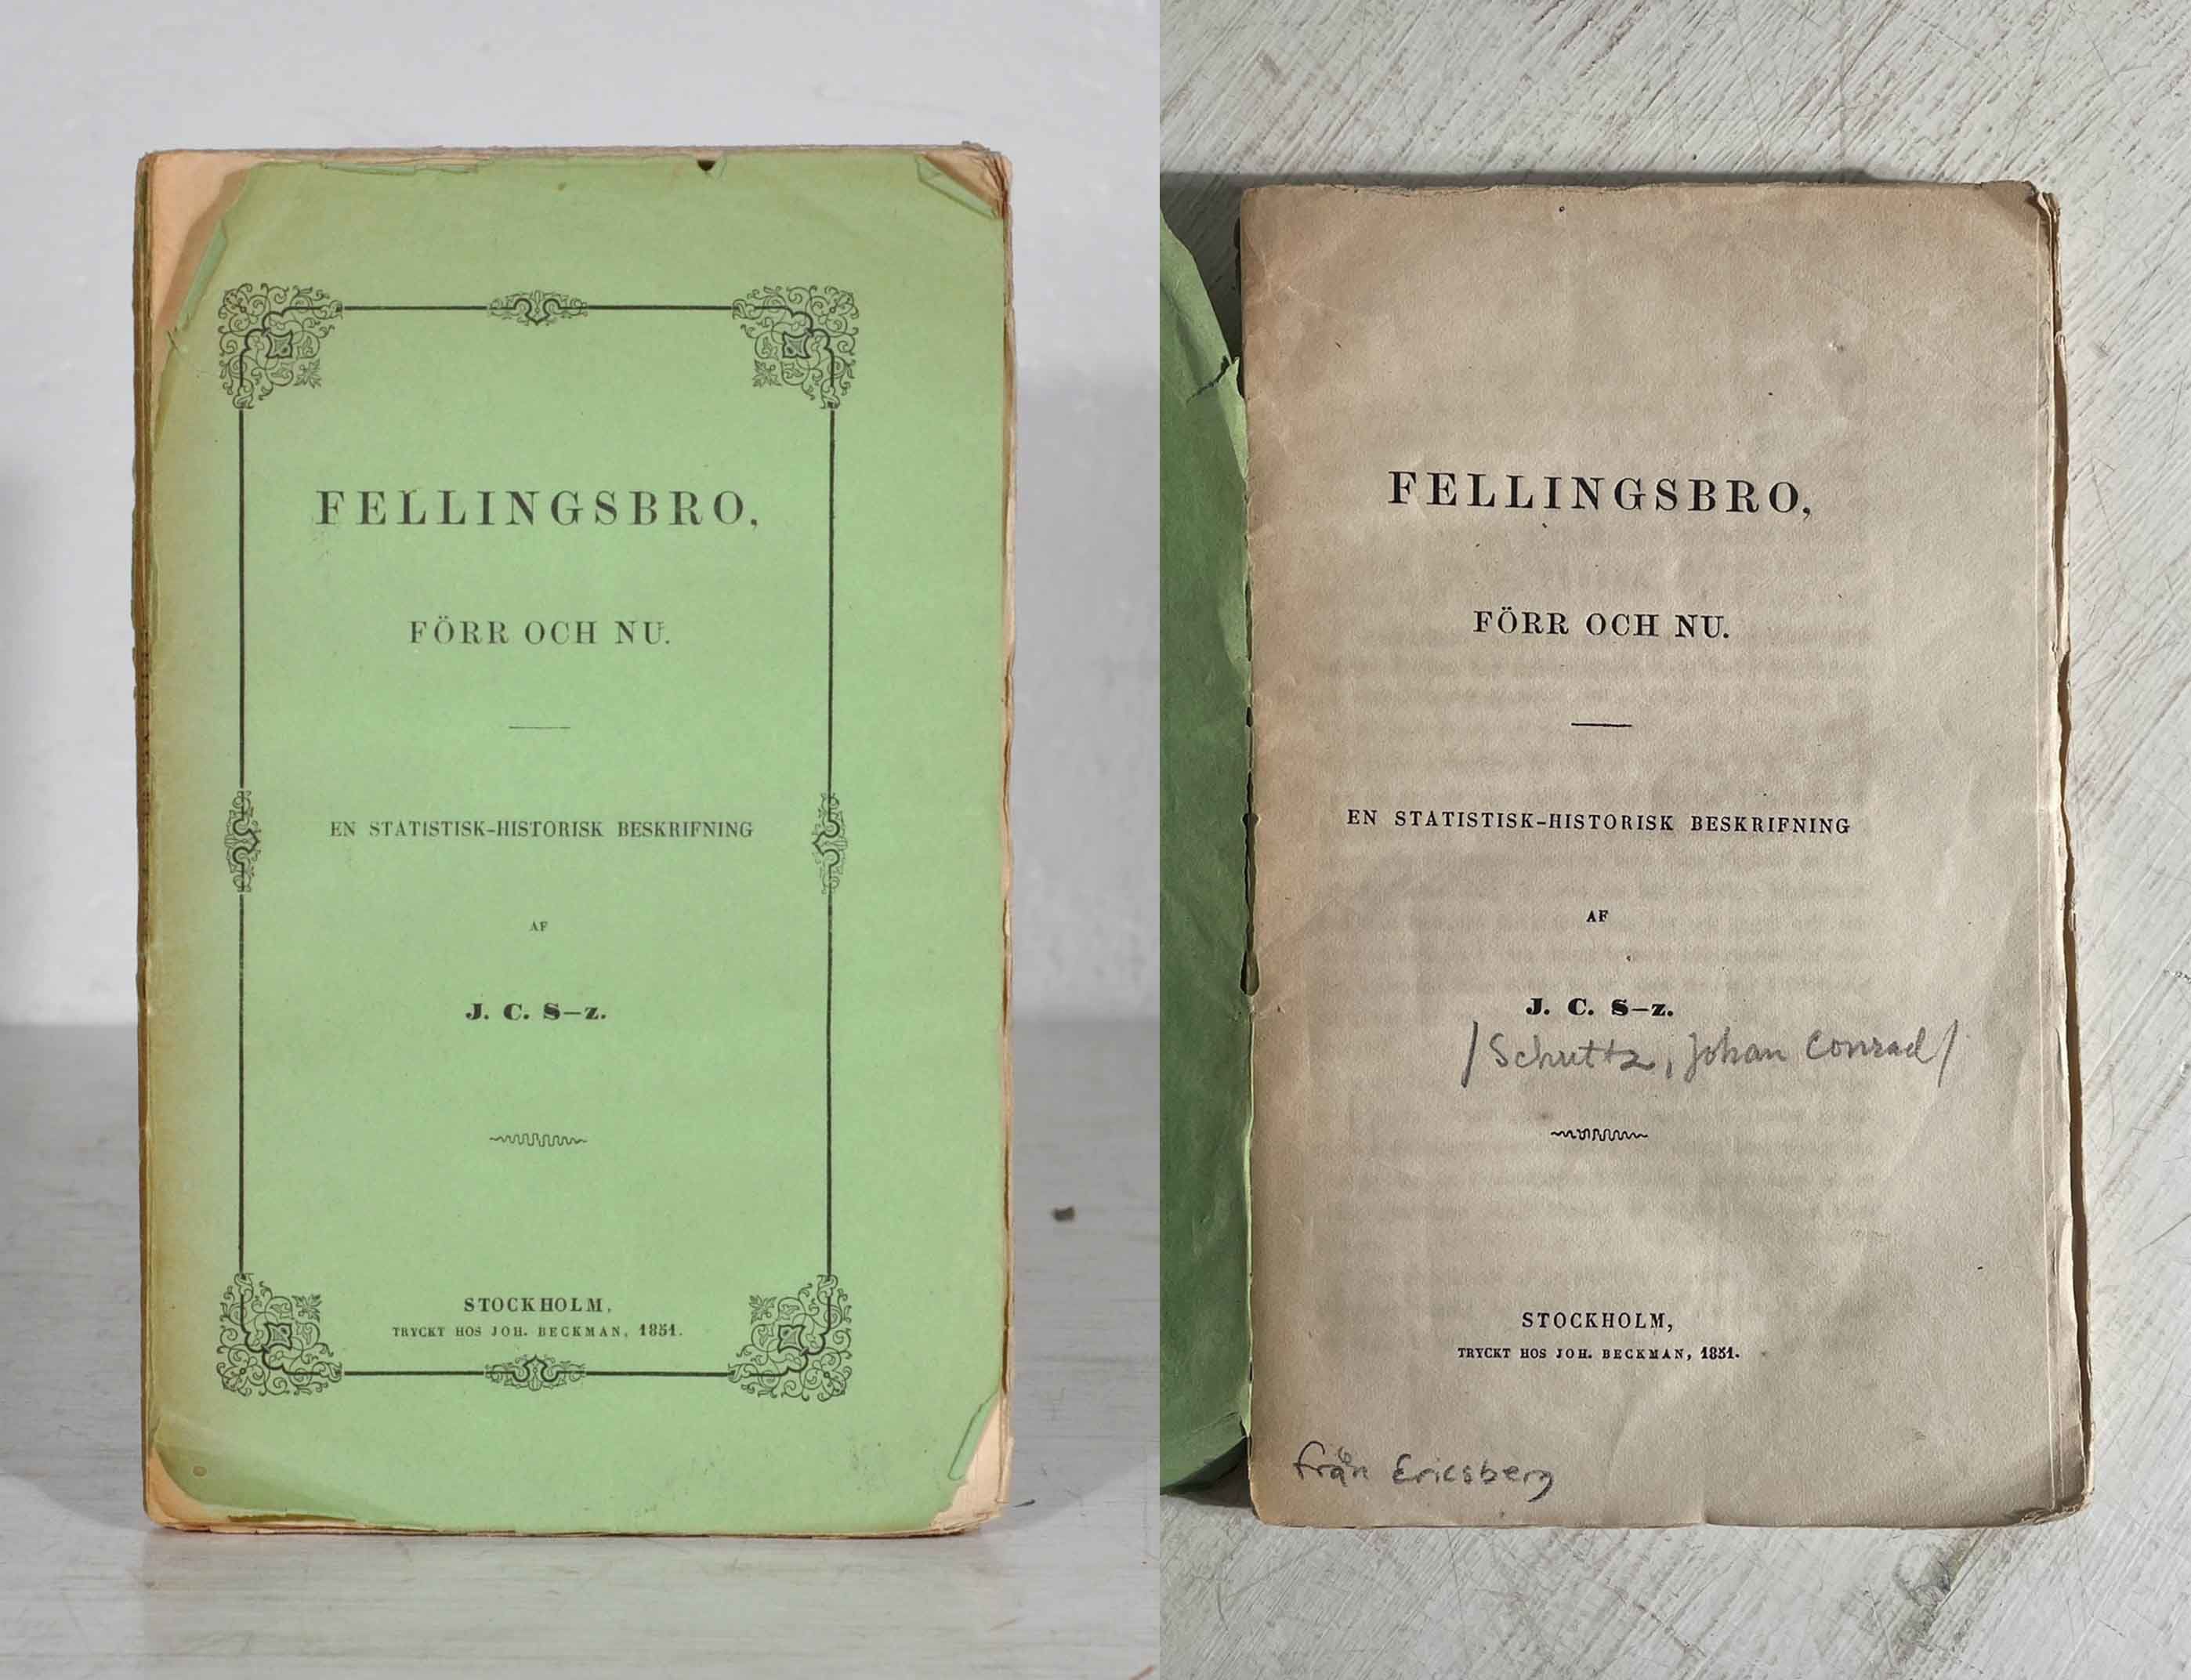 FELLINGSBRO,
FÖRR OCH NU.
EN STATISTISK-HISTORISK BESKRIFNING
AF
J. C. S–z.
STOCKHOLM,
TRYCKT HOS JOH. BECKMAN, 1851.
FELLINGSBRO,
FÖRR OCH NU.
EN STATISTISK-HISTORISK BESKRIFNING
AF
J. C. S–z.
/Schultz, Johan Conrad/
STOCKHOLM,
TRYCKT HOS JOH. BECKMAN, 1851.
från Ericsberg